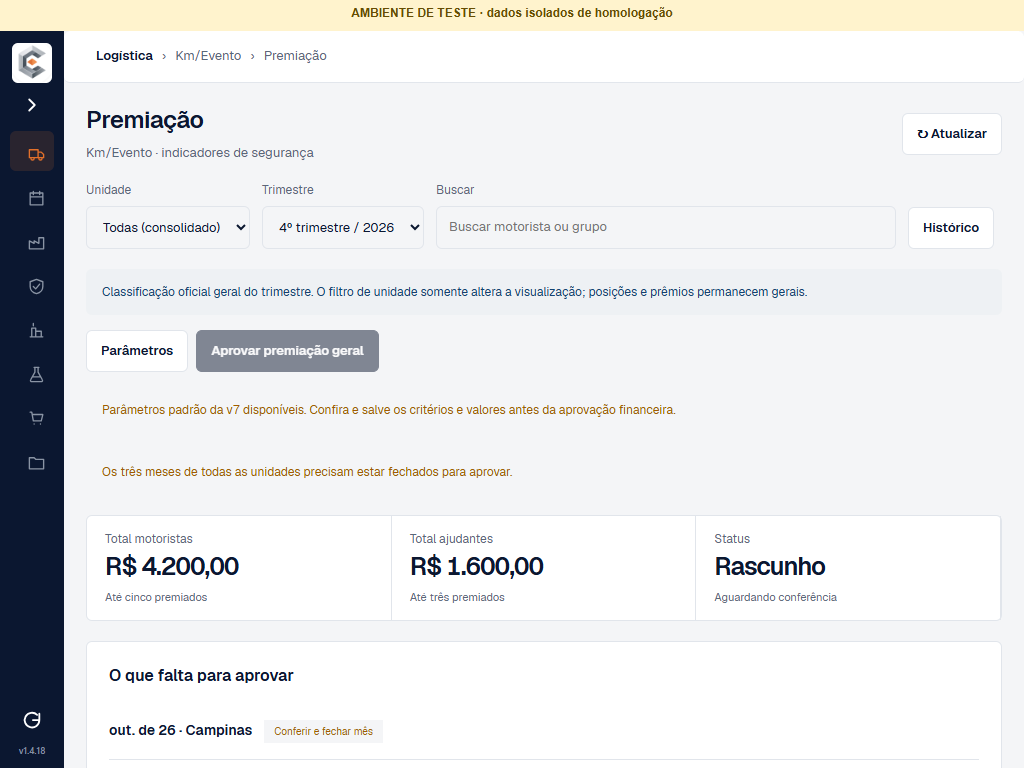 AMBIENTE DE TESTE · dados isolados de homologação
Logística › Km/Evento › Premiação
Premiação
Km/Evento · indicadores de segurança
↻ Atualizar
Unidade
Trimestre
Buscar
Todas (consolidado)
4º trimestre / 2026
Buscar motorista ou grupo
Histórico
Classificação oficial geral do trimestre. O filtro de unidade somente altera a visualização; posições e prêmios permanecem gerais.
Parâmetros
Aprovar premiação geral
Parâmetros padrão da v7 disponíveis. Confira e salve os critérios e valores antes da aprovação financeira.
Os três meses de todas as unidades precisam estar fechados para aprovar.
Total motoristas
R$ 4.200,00
Até cinco premiados
Total ajudantes
R$ 1.600,00
Até três premiados
Status
Rascunho
Aguardando conferência
O que falta para aprovar
out. de 26 · Campinas
Conferir e fechar mês
v1.4.18